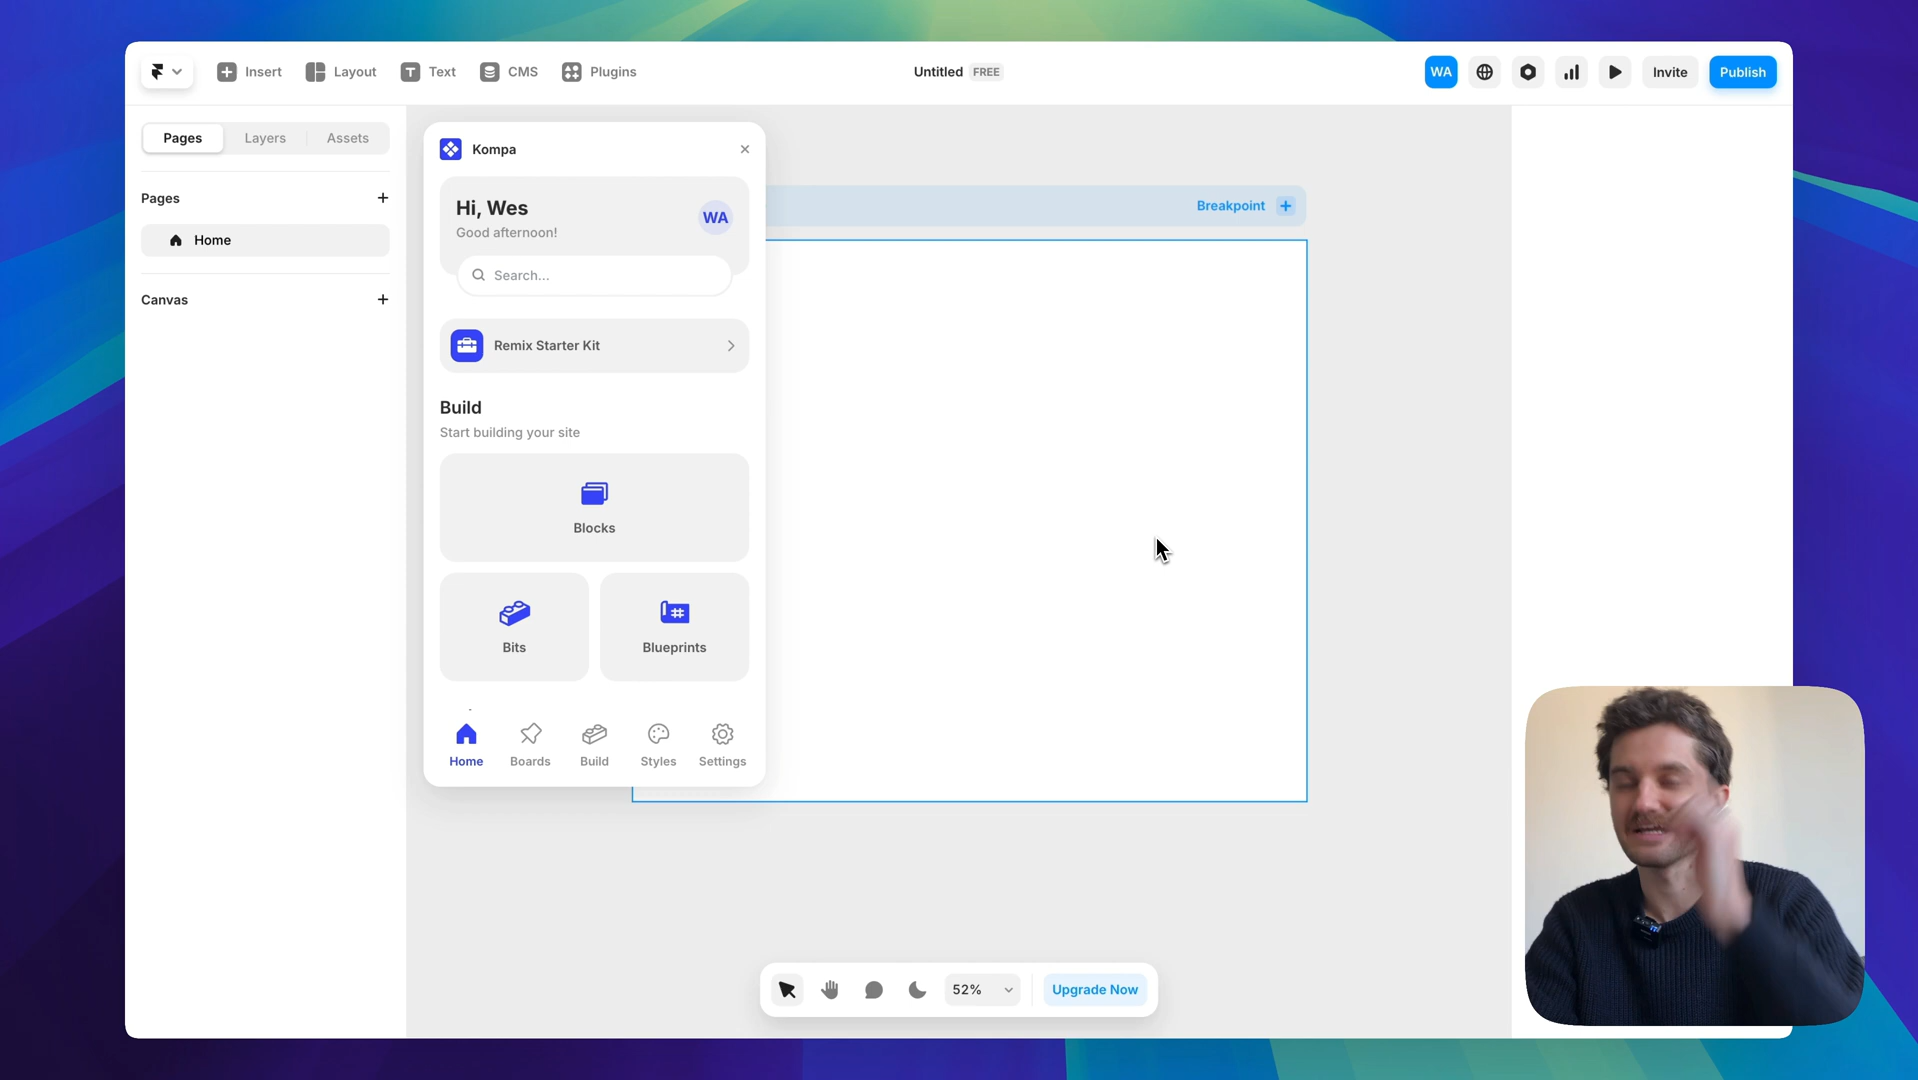 Insert
Layout
Text
CMS
Plugins
Untitled FREE
WA
Invite
Publish
Pages
Layers
Assets
Pages
Home
Canvas
Kompa
Hi, Wes
Good afternoon!
WA
Search...
Remix Starter Kit
Build
Start building your site
Blocks
Bits
Blueprints
Home
Boards
Build
Styles
Settings
Breakpoint
52%
Upgrade Now